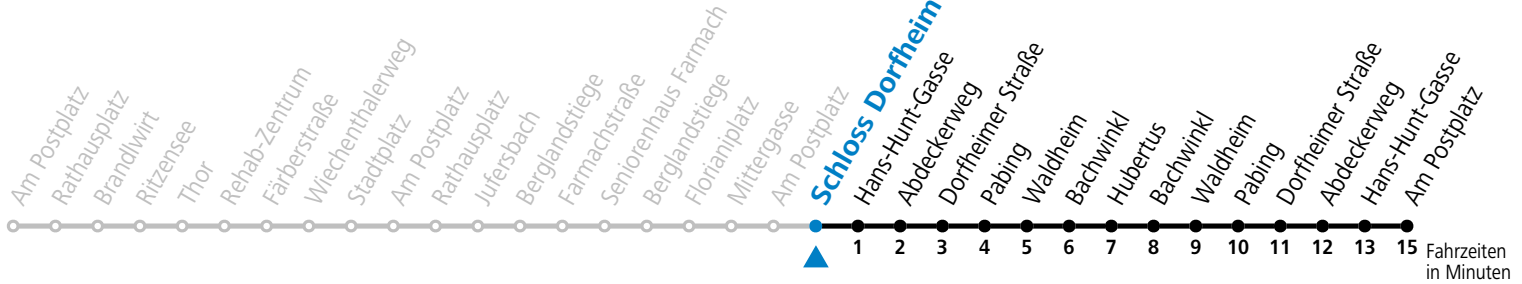 Am Postplatz
Rathausplatz
Brandlwirt
Ritzensee
Thor
Rehab-Zentrum
Färberstraße
Wiechenthalerweg
Stadtplatz
Am Postplatz
Rathausplatz
Jufersbach
Berglandstiege
Farmachstraße
Seniorenhaus Farmach
Berglandstiege
Florianiplatz
Mittergasse
Am Postplatz
Schloss Dorfheim
Hans-Hunt-Gasse
Abdeckerweg
Dorfheimer Straße
Pabing
Waldheim
Bachwinkl
Hubertus
Bachwinkl
Waldheim
Pabing
Dorfheimer Straße
Abdeckerweg
Hans-Hunt-Gasse
Am Postplatz
1 2 3 4 5 6 7 8 9 10 11 12 13 15
Fahrzeiten
in Minuten